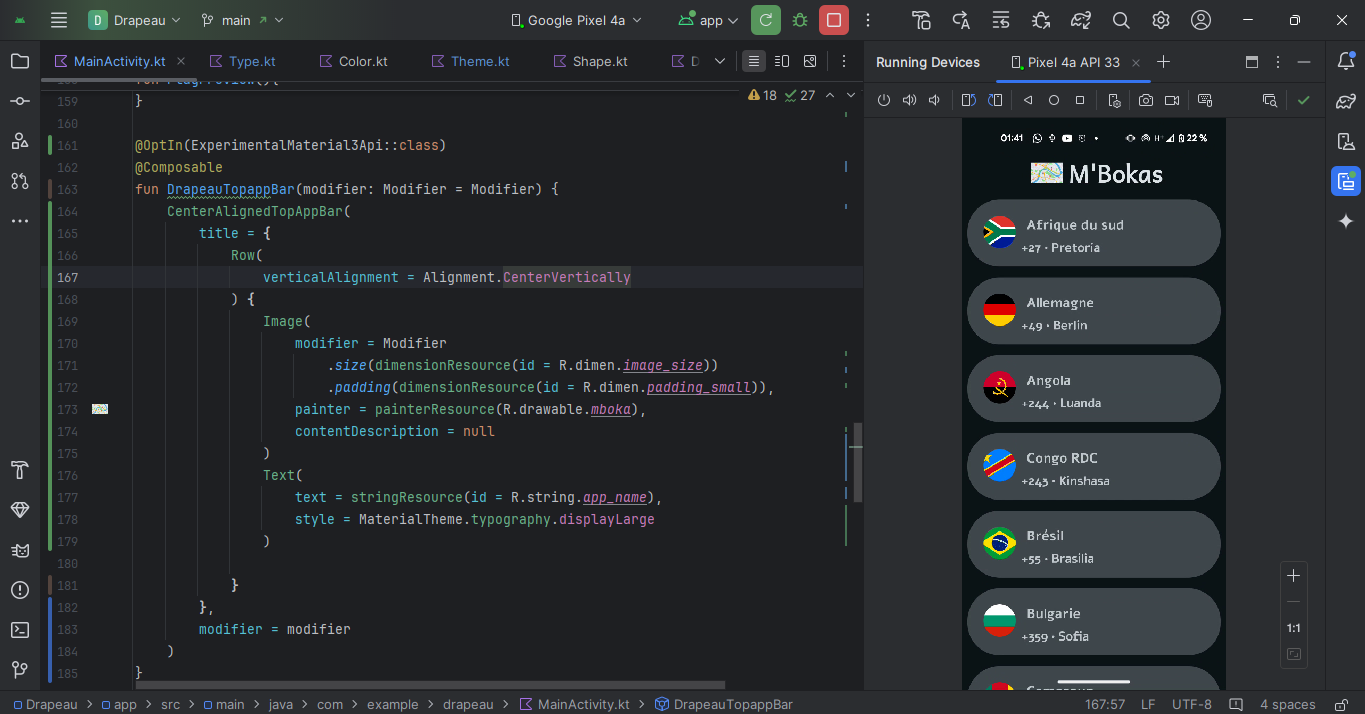 D Drapeau main Google Pixel 4a app
MainActivity.kt Type.kt Color.kt Theme.kt Shape.kt D
Running Devices Pixel 4a API 33
18 27
159 }
160
161 @OptIn(ExperimentalMaterial3Api::class)
162 @Composable
163 fun DrapeauTopappBar(modifier: Modifier = Modifier) {
164 CenterAlignedTopAppBar(
165 title = {
166 Row(
167 verticalAlignment = Alignment.CenterVertically
168 ) {
169 Image(
170 modifier = Modifier
171 .size(dimensionResource(id = R.dimen.image_size))
172 .padding(dimensionResource(id = R.dimen.padding_small)),
173 painter = painterResource(R.drawable.mboka),
174 contentDescription = null
175 )
176 Text(
177 text = stringResource(id = R.string.app_name),
178 style = MaterialTheme.typography.displayLarge
179 )
180
181 }
182 },
183 modifier = modifier
184 )
185 }
01:41 22 %
M'Bokas
Afrique du sud
+27 · Pretoria
Allemagne
+49 · Berlin
Angola
+244 · Luanda
Congo RDC
+243 · Kinshasa
Brésil
+55 · Brasilia
Bulgarie
+359 · Sofia
1:1
Drapeau > app > src > main > java > com > example > drapeau > MainActivity.kt > DrapeauTopappBar
167:57 LF UTF-8 4 spaces